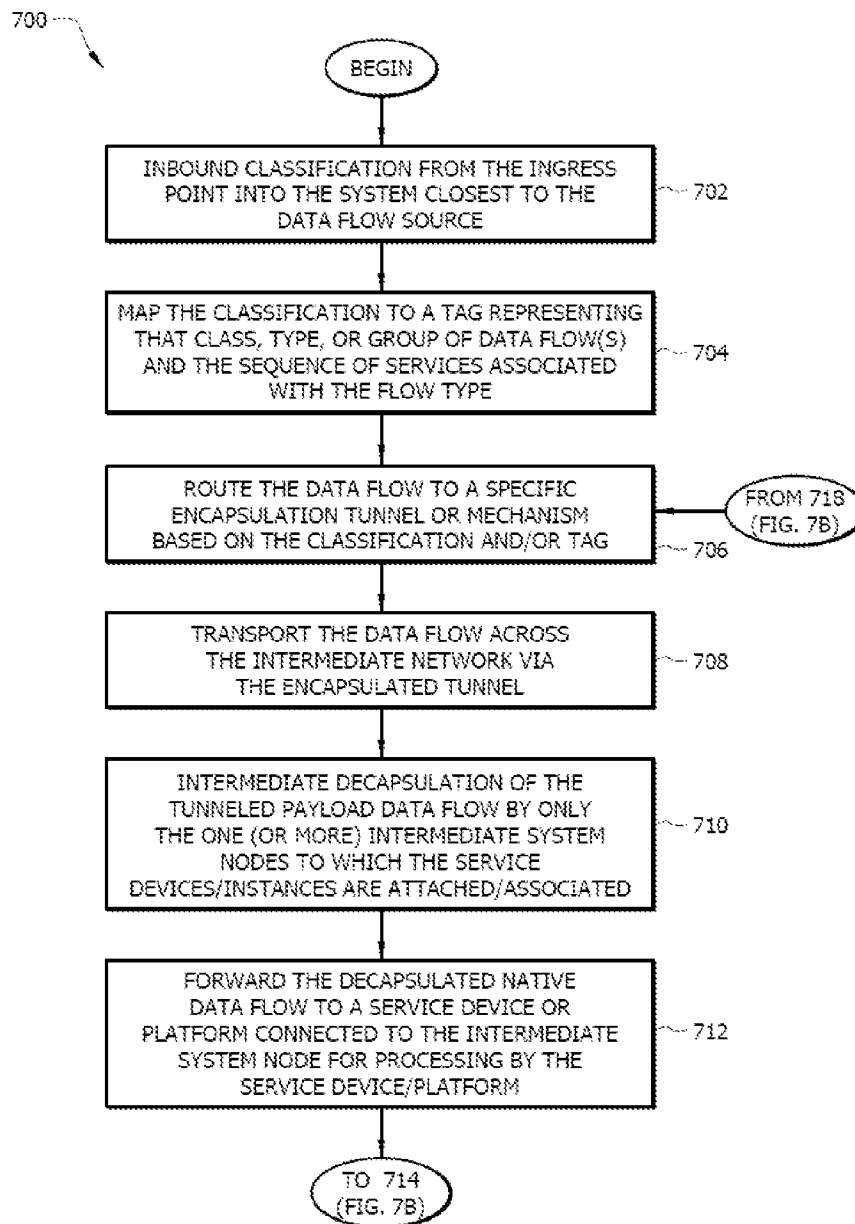 700
BEGIN
INBOUND CLASSIFICATION FROM THE INGRESS
POINT INTO THE SYSTEM CLOSEST TO THE
DATA FLOW SOURCE
702
MAP THE CLASSIFICATION TO A TAG REPRESENTING
THAT CLASS, TYPE, OR GROUP OF DATA FLOW(S)
AND THE SEQUENCE OF SERVICES ASSOCIATED
WITH THE FLOW TYPE
704
ROUTE THE DATA FLOW TO A SPECIFIC
ENCAPSULATION TUNNEL OR MECHANISM
BASED ON THE CLASSIFICATION AND/OR TAG
706
FROM 718
(FIG. 7B)
TRANSPORT THE DATA FLOW ACROSS
THE INTERMEDIATE NETWORK VIA
THE ENCAPSULATED TUNNEL
708
INTERMEDIATE DECAPSULATION OF THE
TUNNELED PAYLOAD DATA FLOW BY ONLY
THE ONE (OR MORE) INTERMEDIATE SYSTEM
NODES TO WHICH THE SERVICE
DEVICES/INSTANCES ARE ATTACHED/ASSOCIATED
710
FORWARD THE DECAPSULATED NATIVE
DATA FLOW TO A SERVICE DEVICE OR
PLATFORM CONNECTED TO THE INTERMEDIATE
SYSTEM NODE FOR PROCESSING BY THE
SERVICE DEVICE/PLATFORM
712
TO 714
(FIG. 7B)